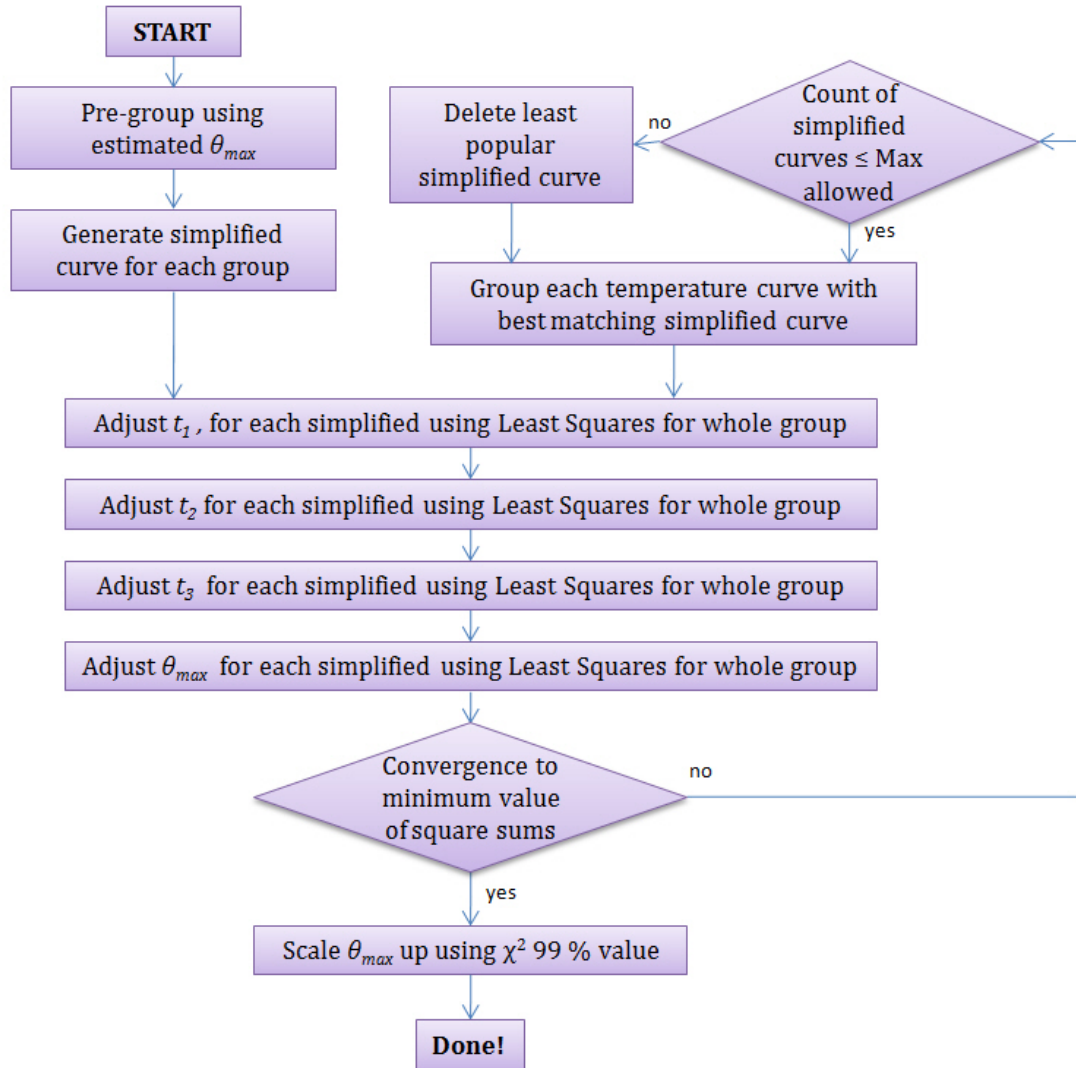 START
Pre-group using
estimated θmax
Generate simplified
curve for each group
Delete least
popular
simplified curve
no
Count of
simplified
curves ≤ Max
allowed
yes
Group each temperature curve with
best matching simplified curve
Adjust t1 , for each simplified using Least Squares for whole group
Adjust t2 for each simplified using Least Squares for whole group
Adjust t3 for each simplified using Least Squares for whole group
Adjust θmax for each simplified using Least Squares for whole group
Convergence to
minimum value
of square sums
no
yes
Scale θmax up using χ² 99 % value
Done!